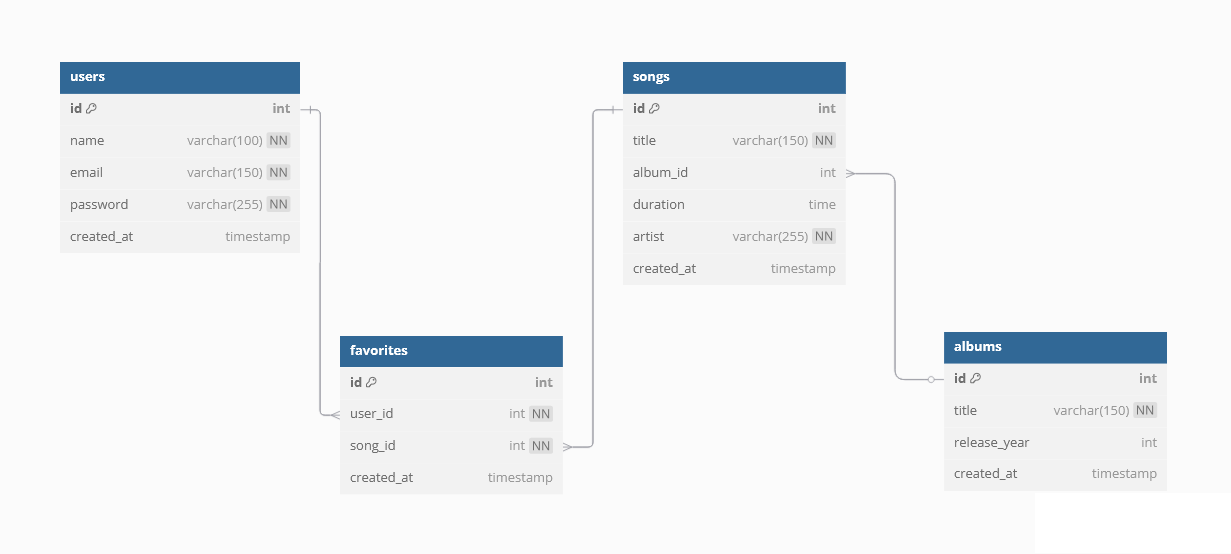 users
id int
name varchar(100) NN
email varchar(150) NN
password varchar(255) NN
created_at timestamp
songs
id int
title varchar(150) NN
album_id int
duration time
artist varchar(255) NN
created_at timestamp
favorites
id int
user_id int NN
song_id int NN
created_at timestamp
albums
id int
title varchar(150) NN
release_year int
created_at timestamp